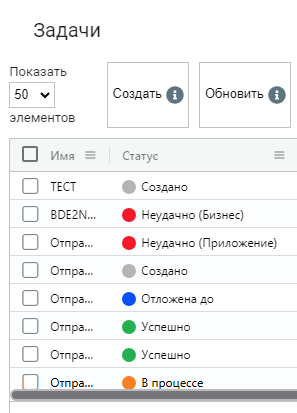 Задачи
Показать
50
элементов
Создать i
Обновить i
Имя Статус
ТЕСТ Создано
BDE2N... Неудачно (Бизнес)
Отпра... Неудачно (Приложение)
Отпра... Создано
Отпра... Отложена до
Отпра... Успешно
Отпра... Успешно
Отпра... В процессе